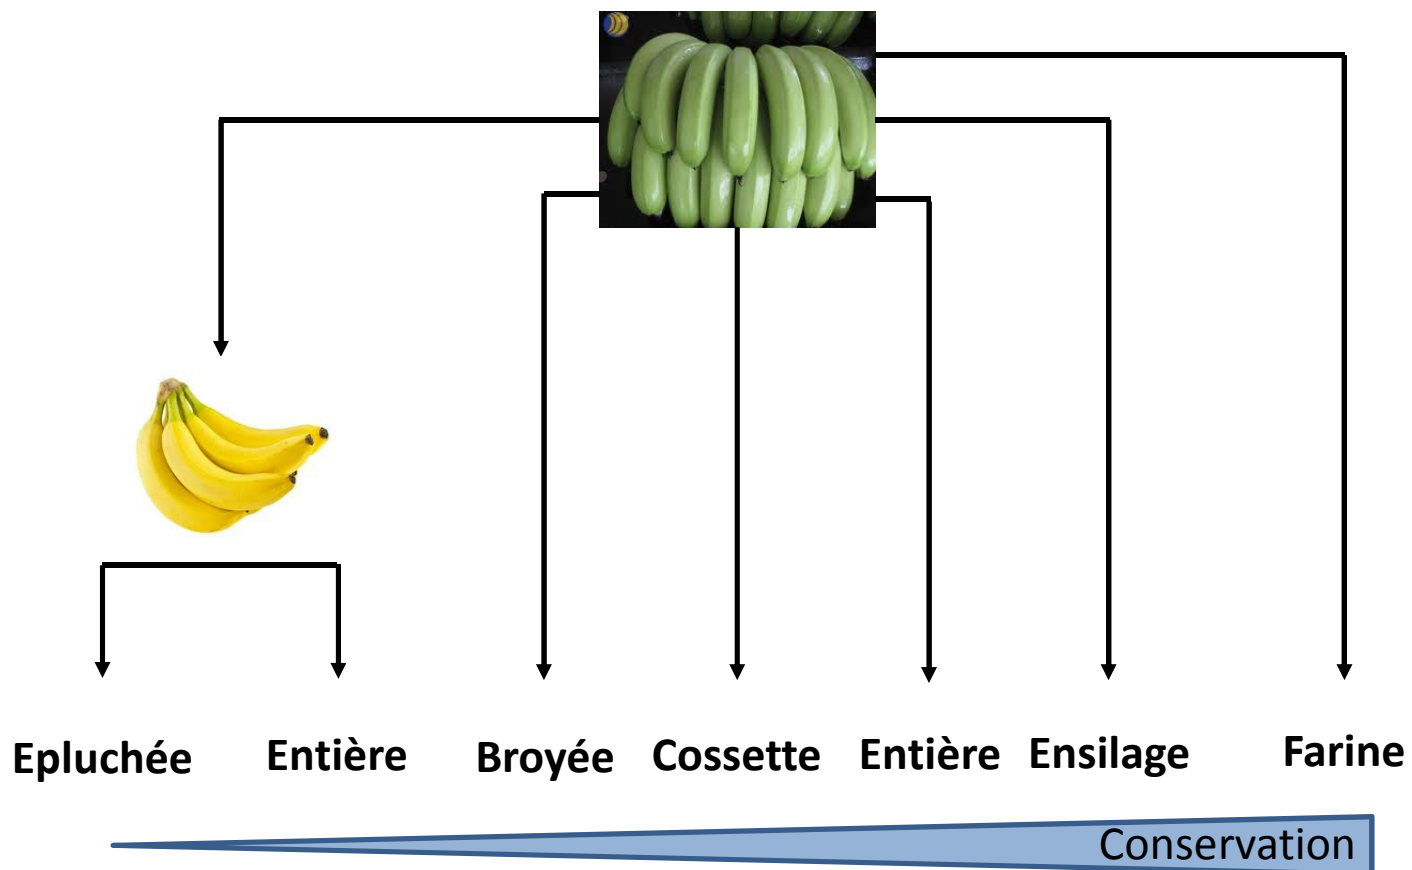 Epluchée
Entière
Broyée
Cossette
Entière
Ensilage
Farine
Conservation